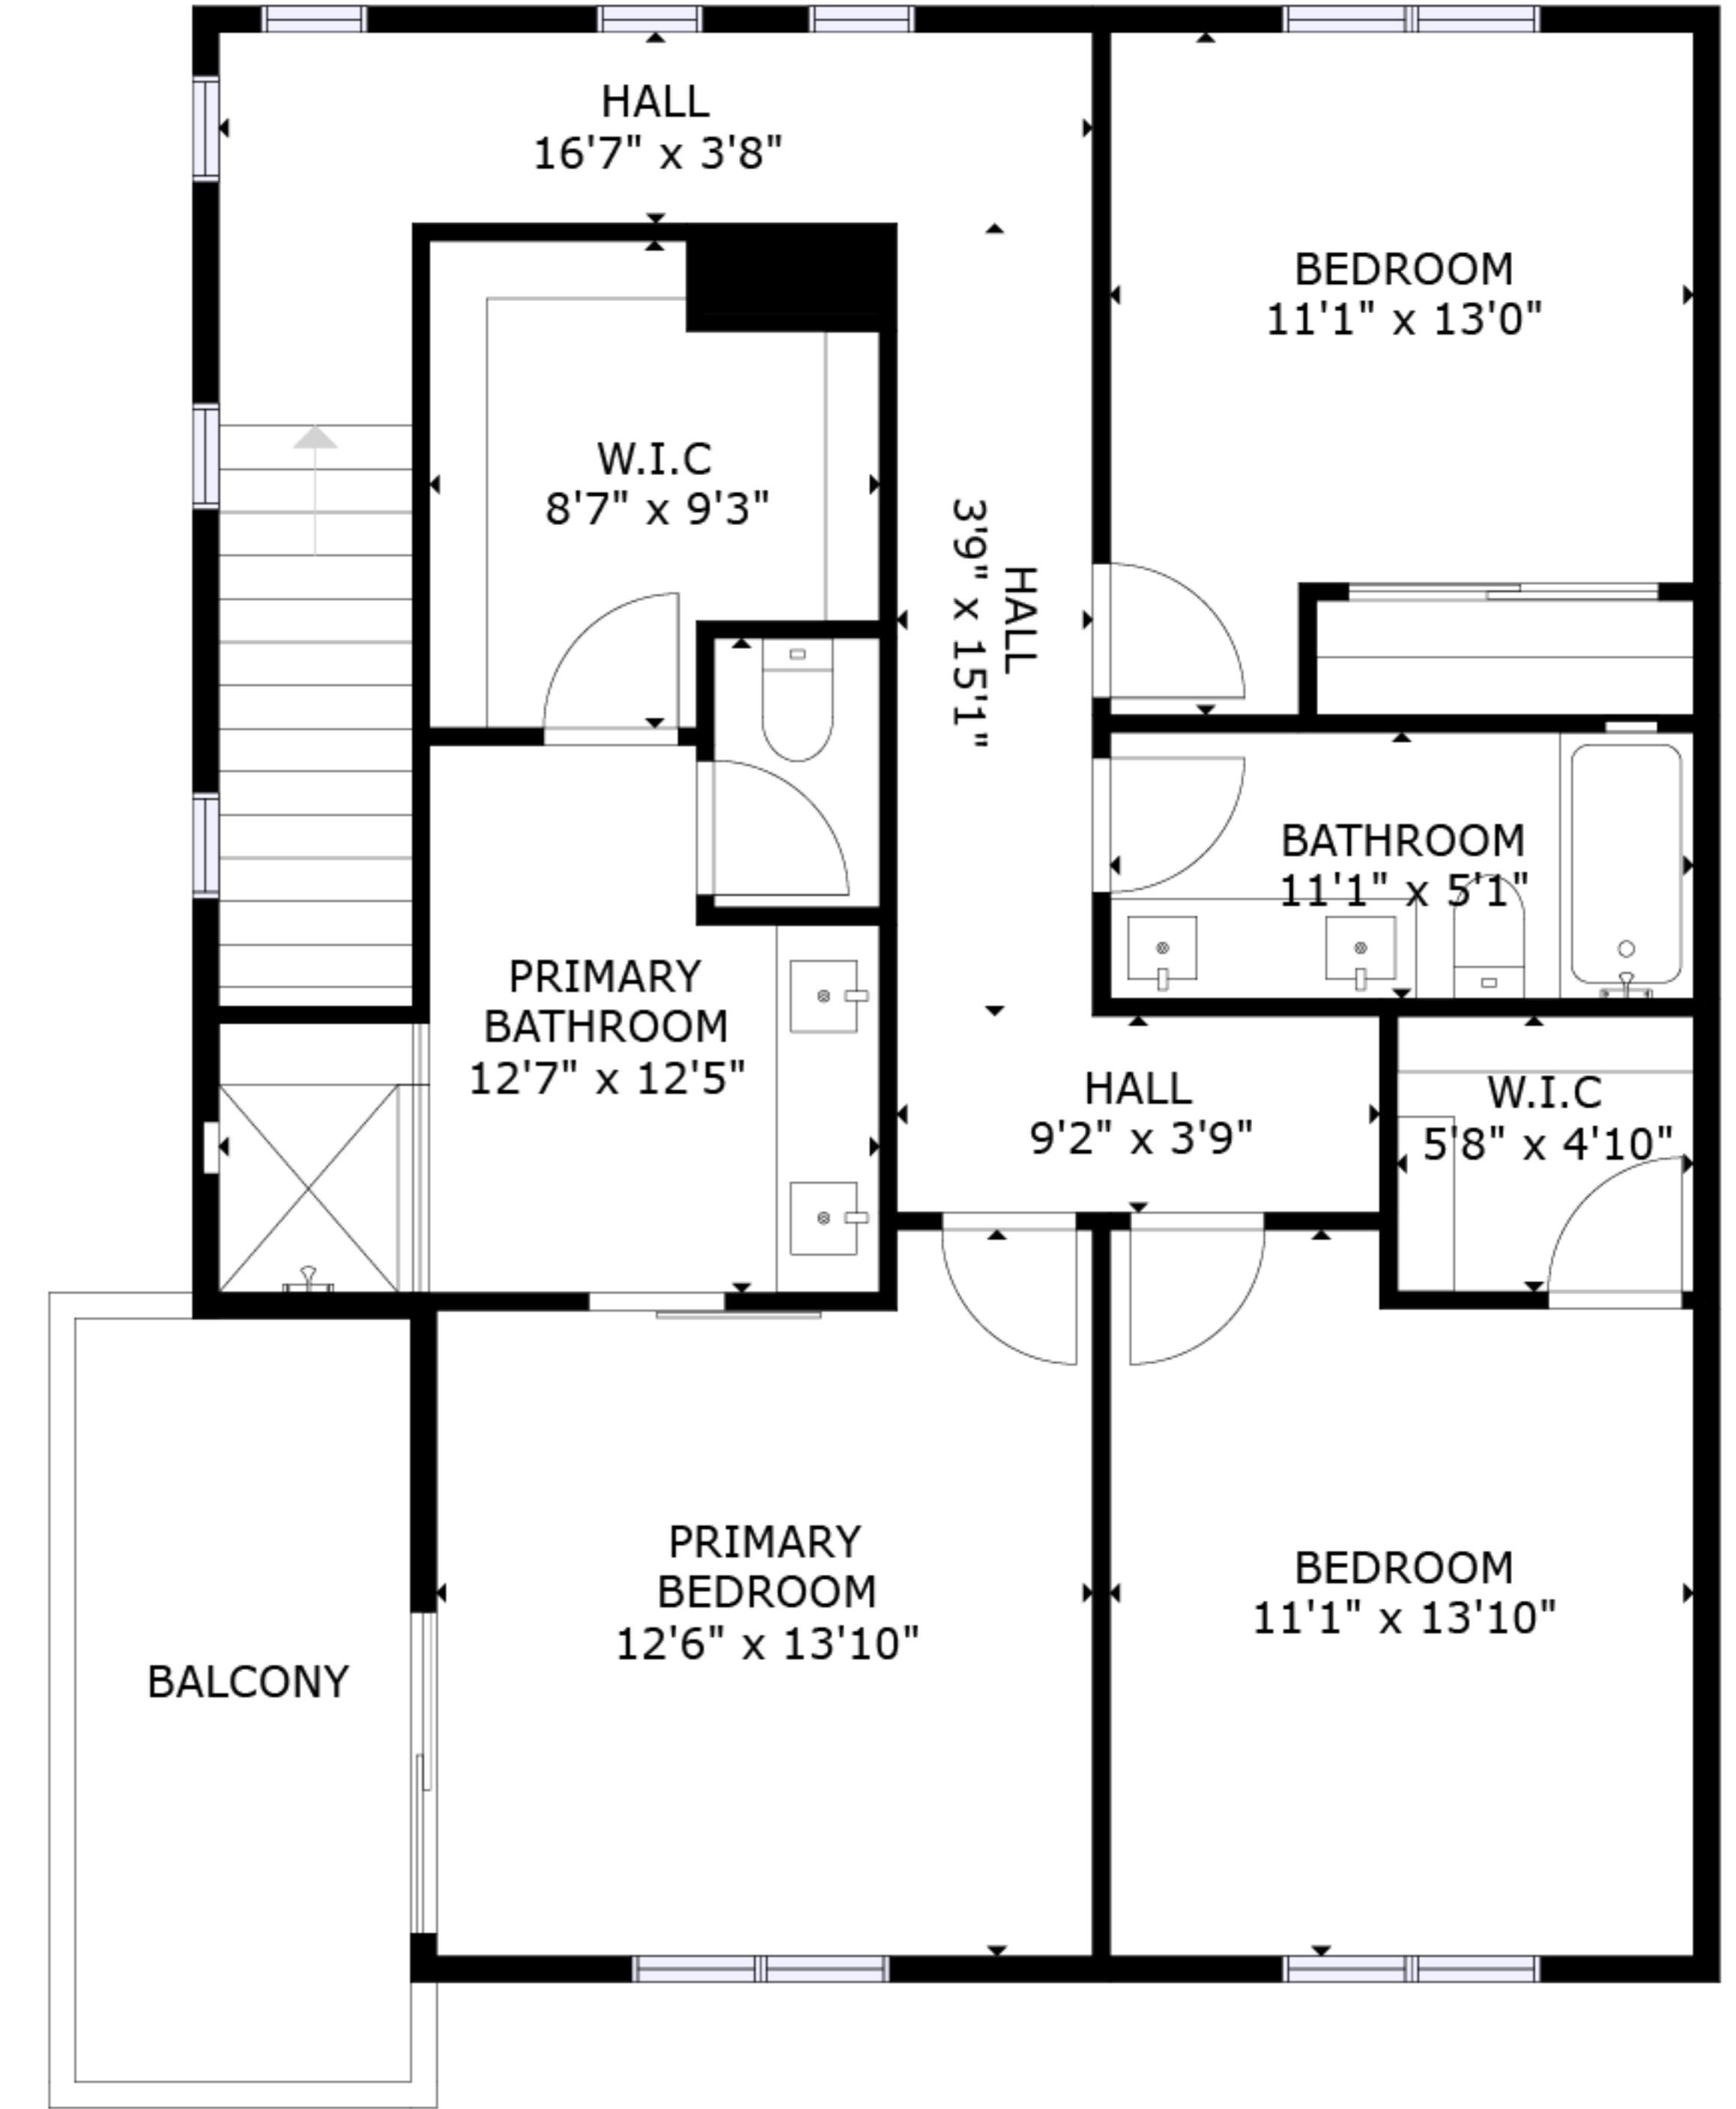 HALL
16'7" x 3'8"
BEDROOM
11'1" x 13'0"
W.I.C
8'7" x 9'3"
HALL
3'9" x 15'1"
BATHROOM
11'1" x 5'1"
PRIMARY
BATHROOM
12'7" x 12'5"
HALL
9'2" x 3'9"
W.I.C
5'8" x 4'10"
PRIMARY
BEDROOM
12'6" x 13'10"
BEDROOM
11'1" x 13'10"
BALCONY